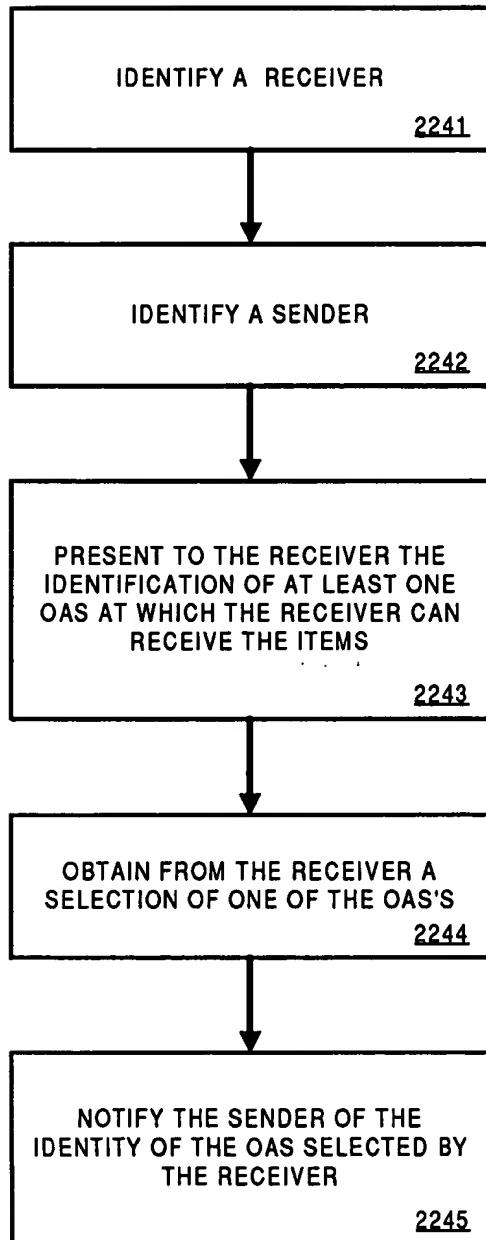 IDENTIFY A RECEIVER
2241
IDENTIFY A SENDER
2242
PRESENT TO THE RECEIVER THE
IDENTIFICATION OF AT LEAST ONE
OAS AT WHICH THE RECEIVER CAN
RECEIVE THE ITEMS
2243
OBTAIN FROM THE RECEIVER A
SELECTION OF ONE OF THE OAS'S
2244
NOTIFY THE SENDER OF THE
IDENTITY OF THE OAS SELECTED BY
THE RECEIVER
2245